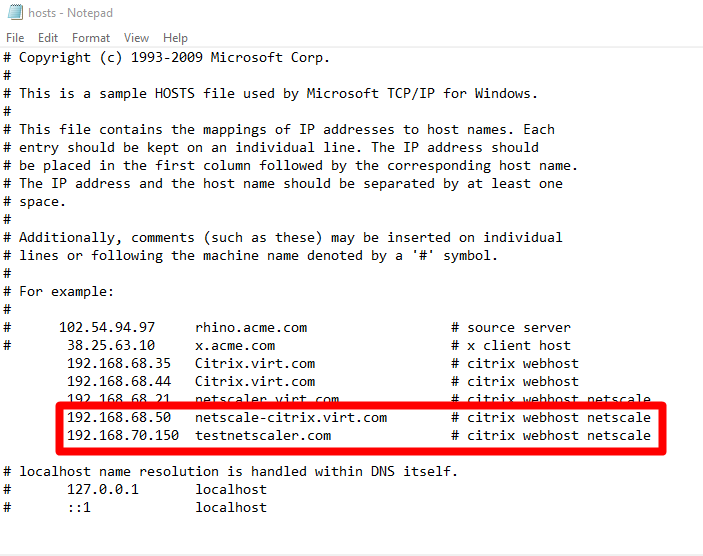 hosts - Notepad
File Edit Format View Help
# Copyright (c) 1993-2009 Microsoft Corp.
#
# This is a sample HOSTS file used by Microsoft TCP/IP for Windows.
#
# This file contains the mappings of IP addresses to host names. Each
# entry should be kept on an individual line. The IP address should
# be placed in the first column followed by the corresponding host name.
# The IP address and the host name should be separated by at least one
# space.
#
# Additionally, comments (such as these) may be inserted on individual
# lines or following the machine name denoted by a '#' symbol.
#
# For example:
#
# 102.54.94.97 rhino.acme.com # source server
# 38.25.63.10 x.acme.com # x client host
192.168.68.35 Citrix.virt.com # citrix webhost
192.168.68.44 Citrix.virt.com # citrix webhost
192.168.68.21 netscaler.virt.com # citrix webhost netscale
192.168.68.50 netscale-citrix.virt.com # citrix webhost netscale
192.168.70.150 testnetscaler.com # citrix webhost netscale
# localhost name resolution is handled within DNS itself.
# 127.0.0.1 localhost
# ::1 localhost